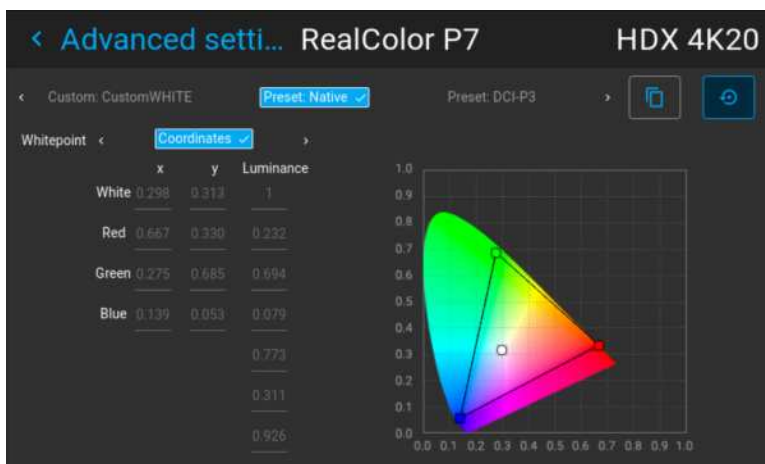 < Advanced setti... RealColor P7 HDX 4K20
< Custom: CustomWHITE Preset: Native ✓ Preset: DCI-P3 >
Whitepoint < Coordinates ✓ >
x y Luminance
White 0.298 0.313 1
Red 0.667 0.330 0.232
Green 0.275 0.685 0.694
Blue 0.139 0.053 0.079
0.773
0.311
0.926
1.0
0.9
0.8
0.7
0.6
0.5
0.4
0.3
0.2
0.1
0.0
0.0 0.1 0.2 0.3 0.4 0.5 0.6 0.7 0.8 0.9 1.0